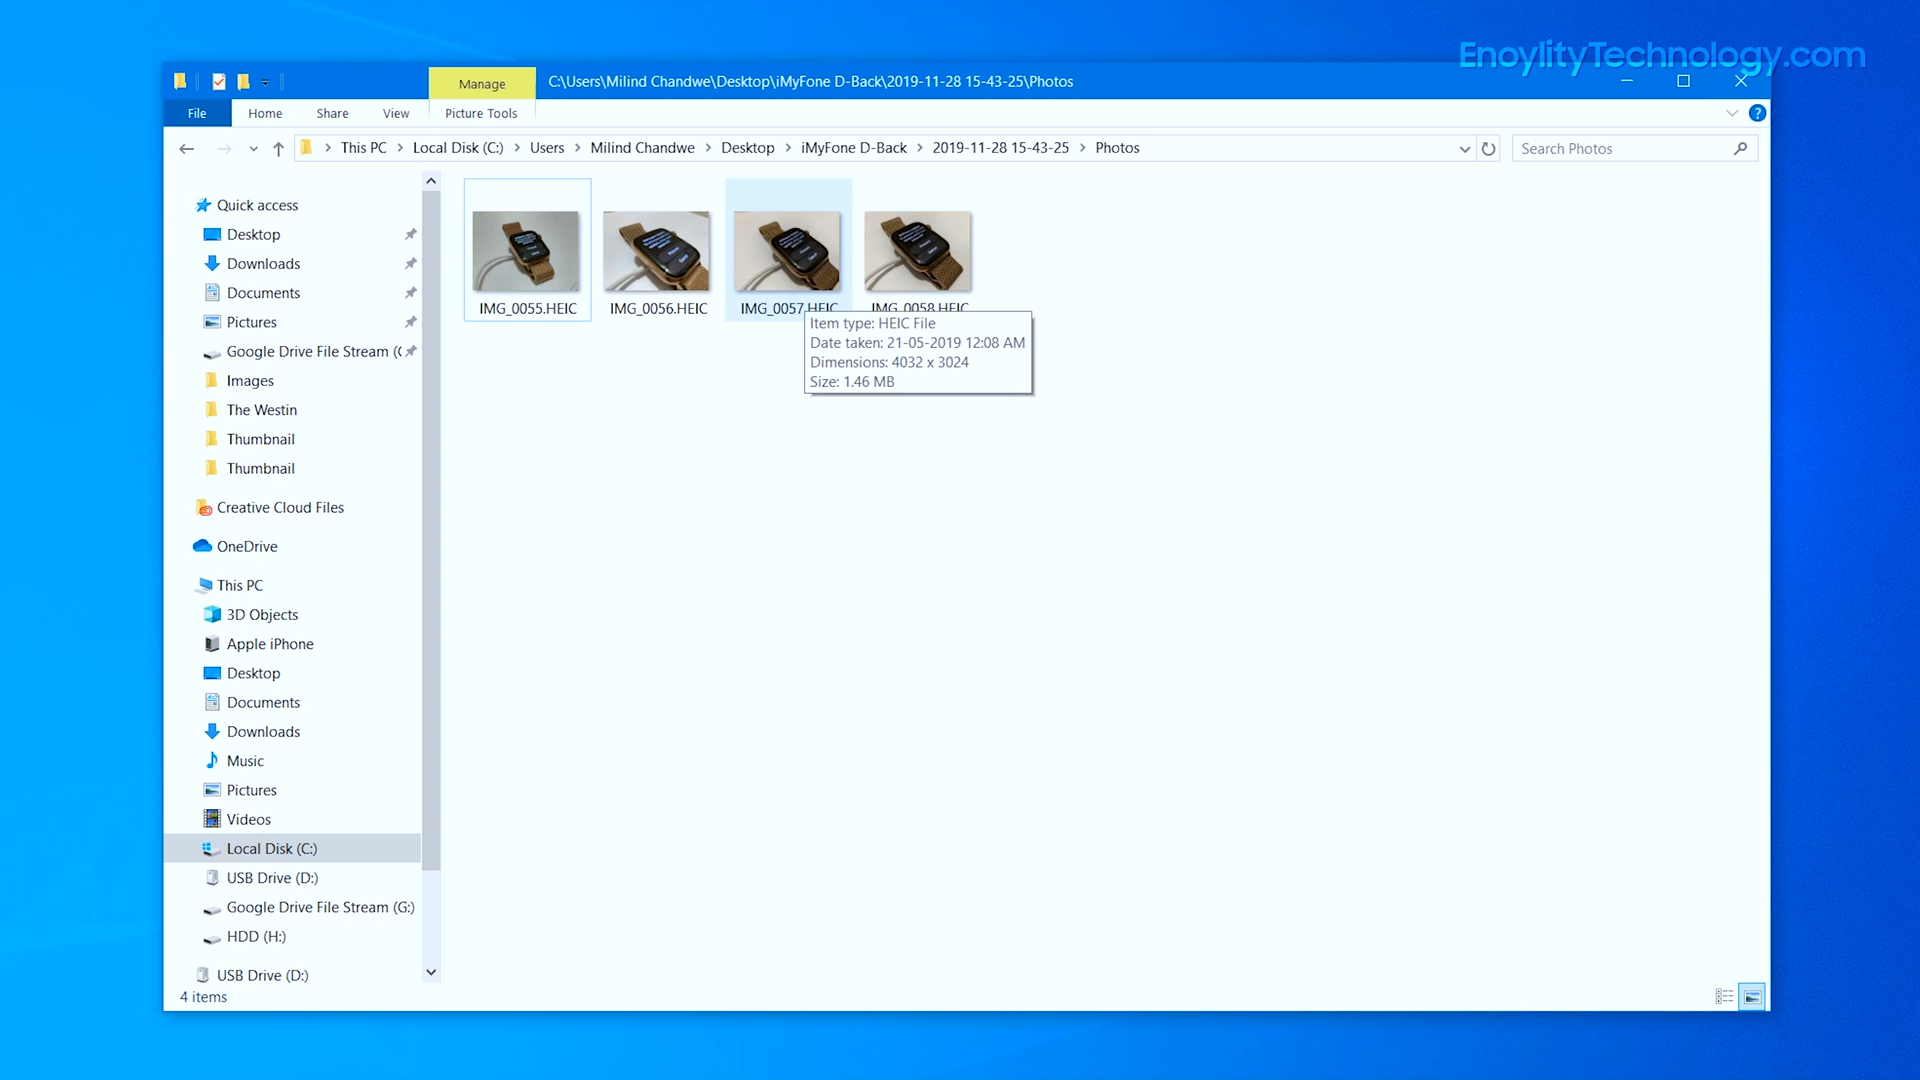 EnoylityTechnology.com
Manage
C:\Users\Milind Chandwe\Desktop\iMyFone D-Back\2019-11-28 15-43-25\Photos
File
Home
Share
View
Picture Tools
This PC
Local Disk (C:)
Users
Milind Chandwe
Desktop
iMyFone D-Back
2019-11-28 15-43-25
Photos
Search Photos
Quick access
Desktop
Downloads
Documents
Pictures
Google Drive File Stream (
Images
The Westin
Thumbnail
Thumbnail
Creative Cloud Files
OneDrive
This PC
3D Objects
Apple iPhone
Desktop
Documents
Downloads
Music
Pictures
Videos
Local Disk (C:)
USB Drive (D:)
Google Drive File Stream (G:)
HDD (H:)
USB Drive (D:)
4 items
IMG_0055.HEIC
IMG_0056.HEIC
IMG_0057.HEIC
IMG_0058.HEIC
Item type: HEIC File
Date taken: 21-05-2019 12:08 AM
Dimensions: 4032 x 3024
Size: 1.46 MB